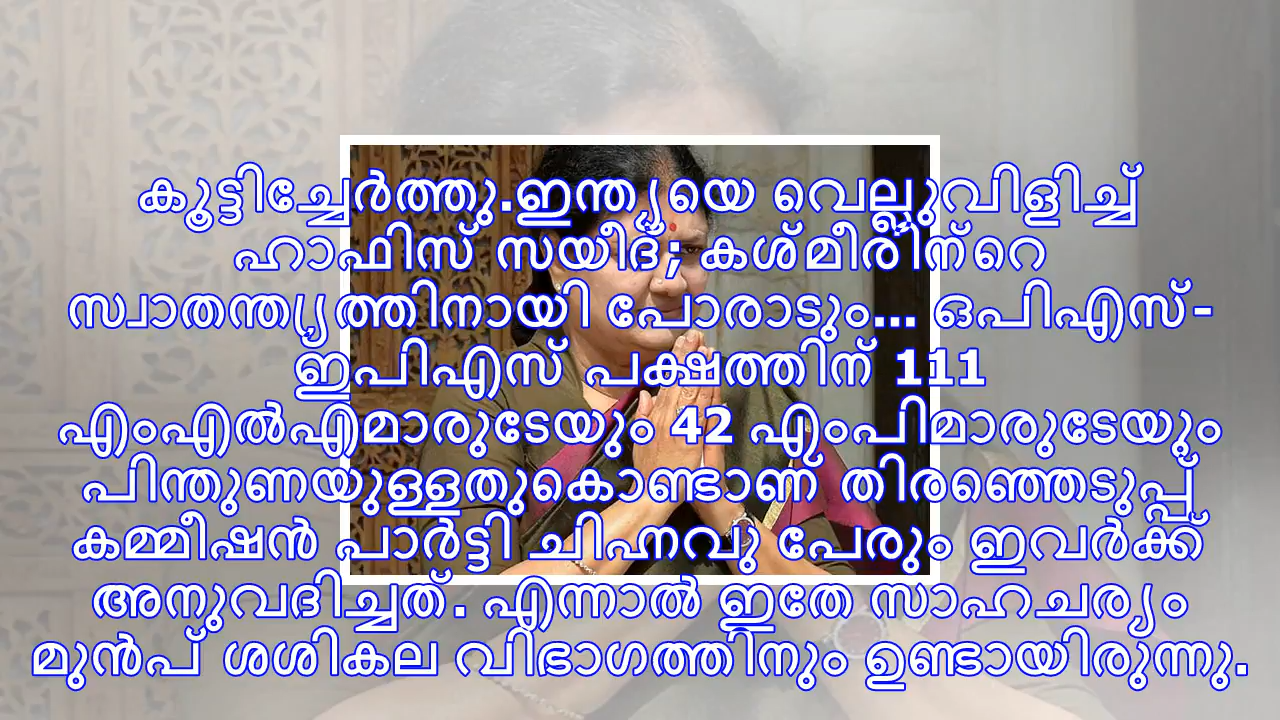 കൂട്ടിച്ചേർത്തു.ഇന്ത്യയെ വെല്ലുവിളിച്ച്
ഹാഫിസ് സയീദ്; കശ്മീരിന്റെ
സ്വാതന്ത്യ്രത്തിനായി പോരാടും... ഒപിഎസ്-
ഇപിഎസ് പക്ഷത്തിന് 111
എംഎൽഎമാരുടേയും 42 എംപിമാരുടേയും
പിന്തുണയുള്ളതുകൊണ്ടാണ് തിരഞ്ഞെടുപ്പ്
കമ്മീഷൻ പാർട്ടി ചിഹ്നവു പേരും ഇവർക്ക്
അനുവദിച്ചത്. എന്നാൽ ഇതേ സാഹചര്യം
മുൻപ് ശശികല വിഭാഗത്തിനും ഉണ്ടായിരുന്നു.